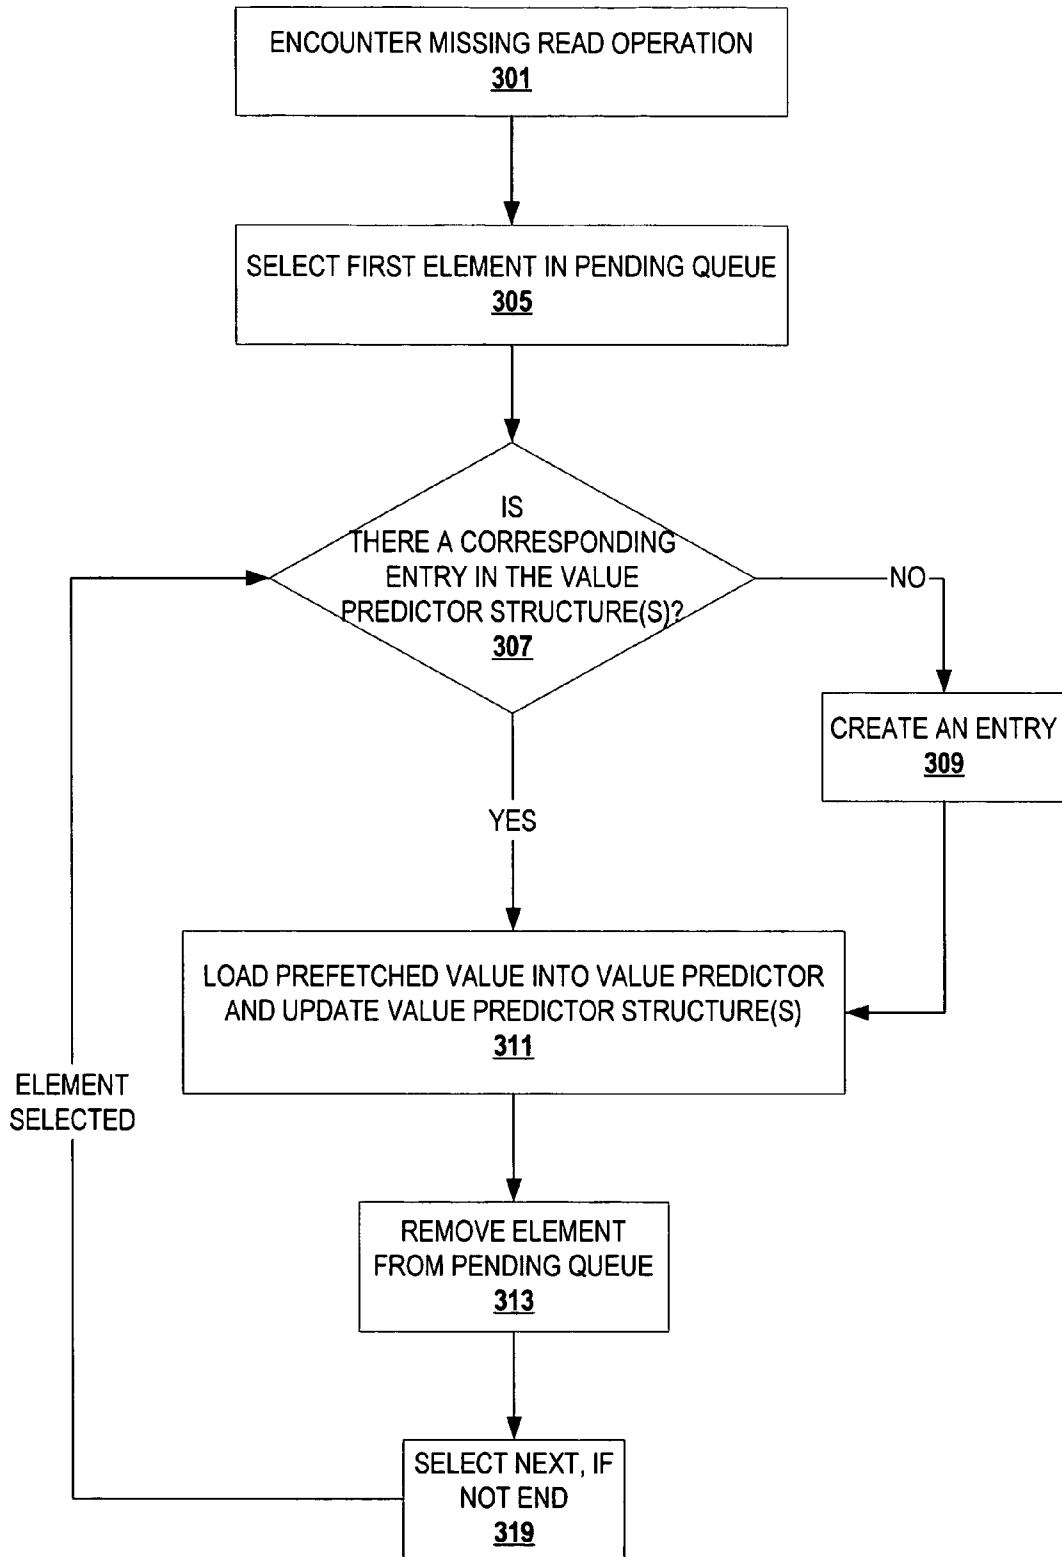 ENCOUNTER MISSING READ OPERATION
301
SELECT FIRST ELEMENT IN PENDING QUEUE
305
IS
THERE A CORRESPONDING
ENTRY IN THE VALUE
PREDICTOR STRUCTURE(S)?
307
NO
CREATE AN ENTRY
309
YES
LOAD PREFETCHED VALUE INTO VALUE PREDICTOR
AND UPDATE VALUE PREDICTOR STRUCTURE(S)
311
ELEMENT
SELECTED
REMOVE ELEMENT
FROM PENDING QUEUE
313
SELECT NEXT, IF
NOT END
319